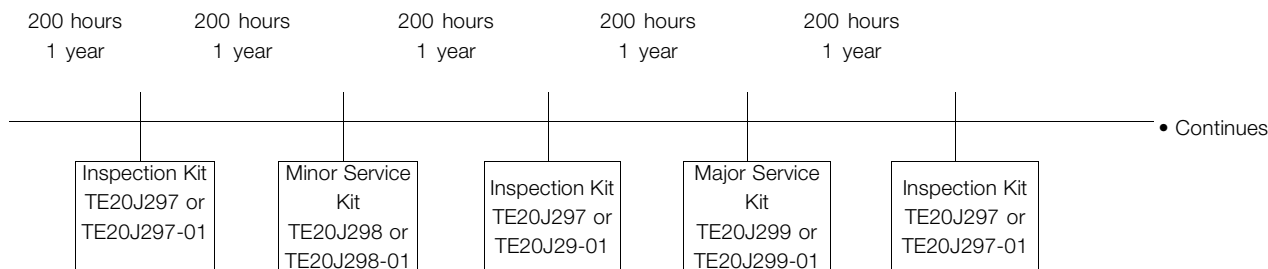 200 hours
1 year
200 hours
1 year
200 hours
1 year
200 hours
1 year
200 hours
1 year
• Continues
Inspection Kit
TE20J297 or
TE20J297-01
Minor Service
Kit
TE20J298 or
TE20J298-01
Inspection Kit
TE20J297 or
TE20J29-01
Major Service
Kit
TE20J299 or
TE20J299-01
Inspection Kit
TE20J297 or
TE20J297-01